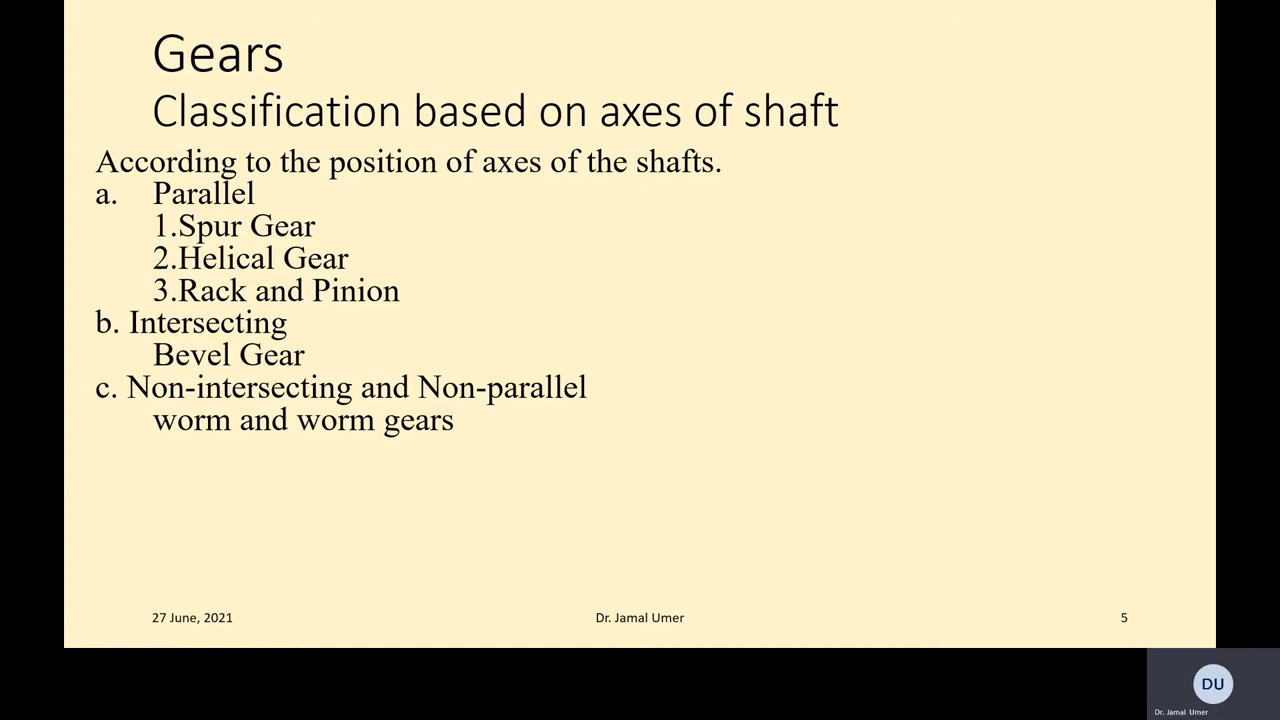 Gears
Classification based on axes of shaft
According to the position of axes of the shafts.
a. Parallel
1.Spur Gear
2.Helical Gear
3.Rack and Pinion
b. Intersecting
Bevel Gear
c. Non-intersecting and Non-parallel
worm and worm gears
27 June, 2021
Dr. Jamal Umer
5
DU
Dr. Jamal Umer